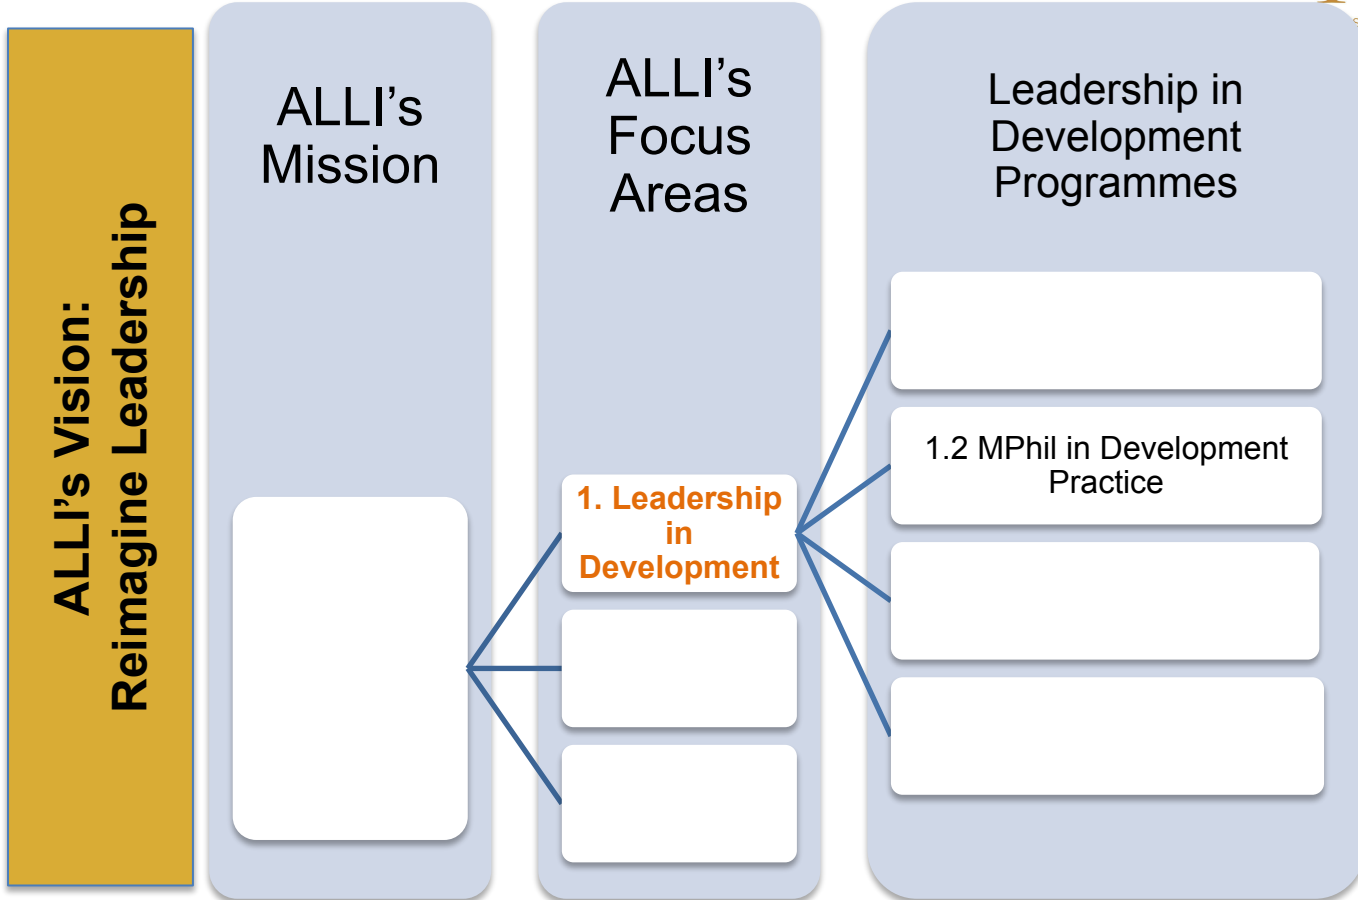 ALLI's Vision:
Reimagine Leadership
ALLI's
Mission
ALLI's
Focus
Areas
1. Leadership
in
Development
Leadership in
Development
Programmes
1.2 MPhil in Development
Practice